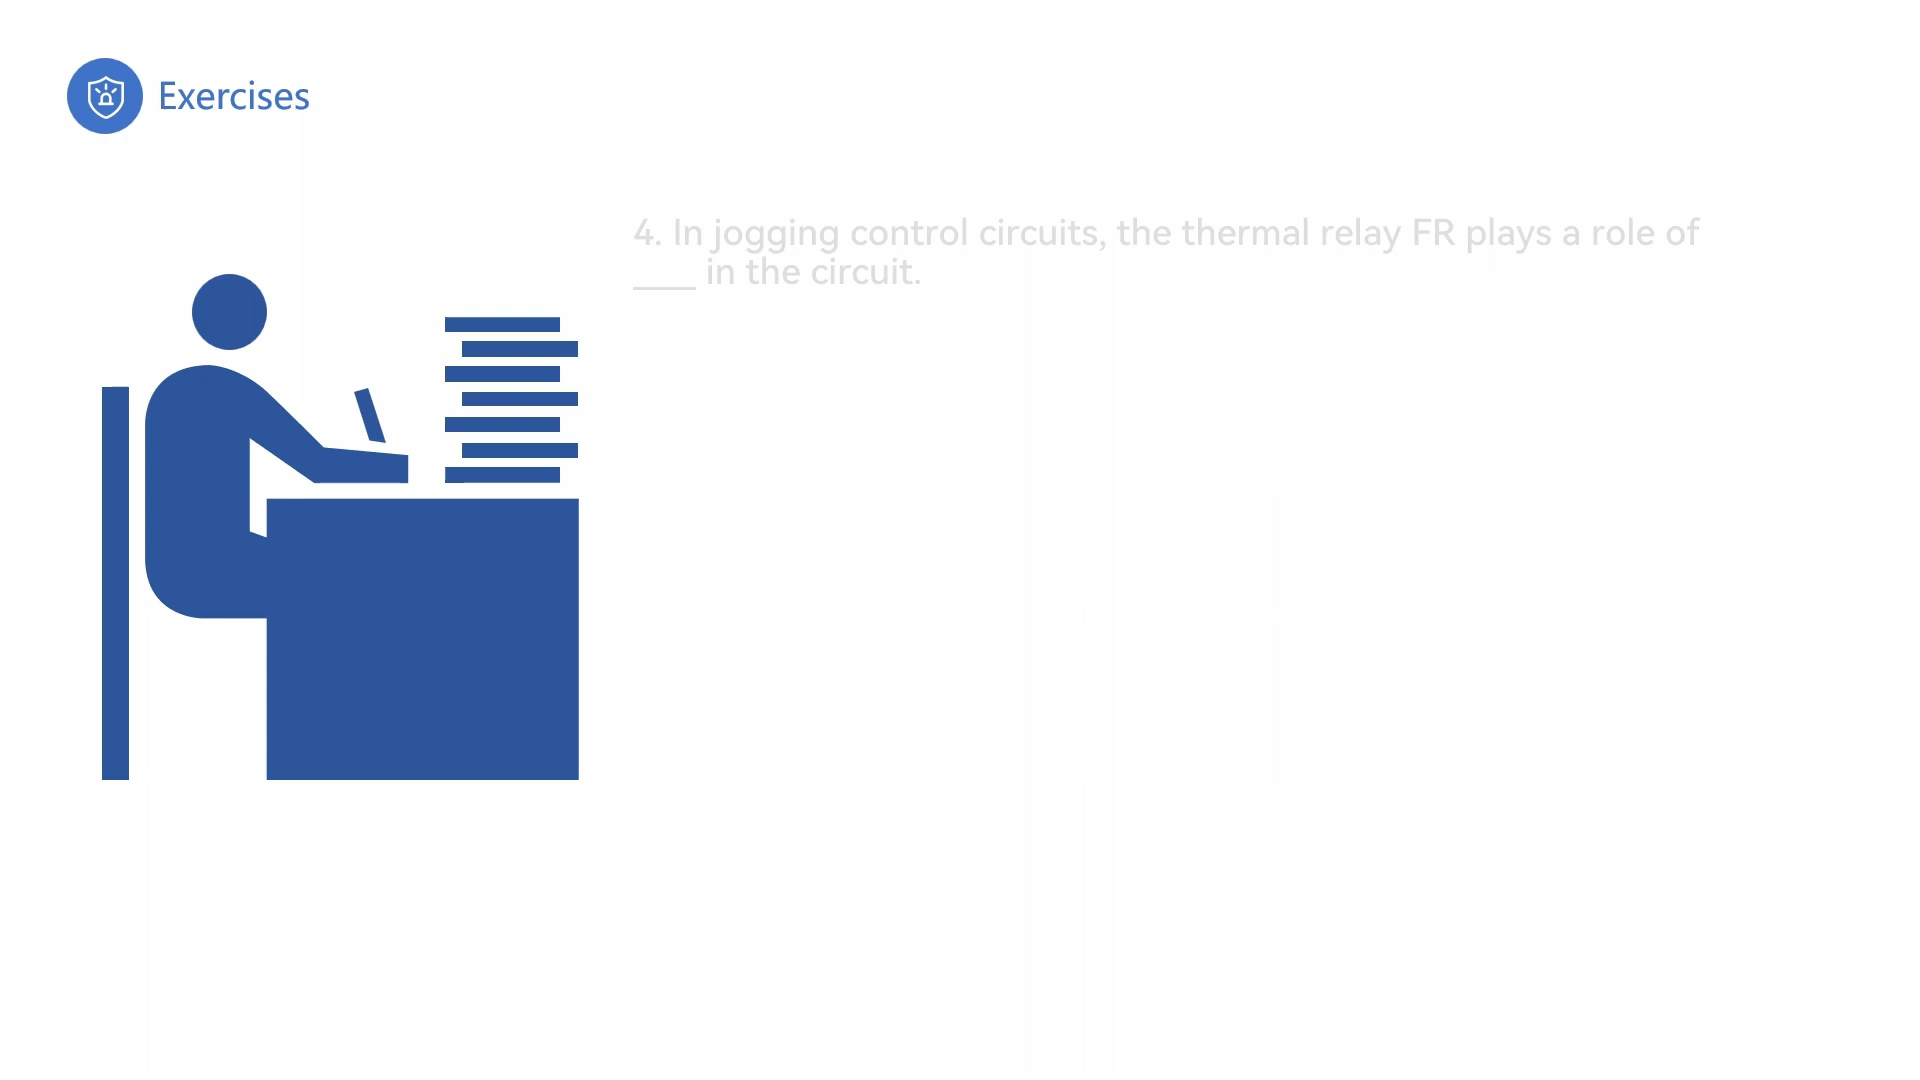 Exercises
4. In jogging control circuits, the thermal relay FR plays a role of
____ in the circuit.